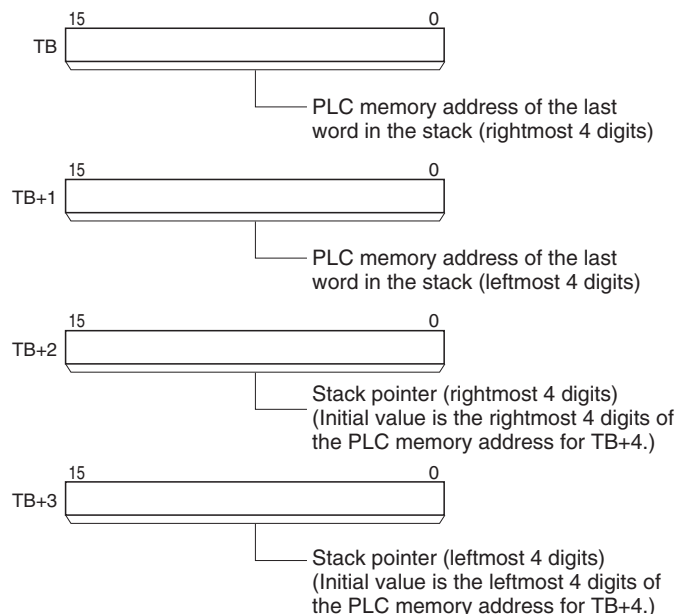 15 0
TB
PLC memory address of the last
word in the stack (rightmost 4 digits)
15 0
TB+1
PLC memory address of the last
word in the stack (leftmost 4 digits)
15 0
TB+2
Stack pointer (rightmost 4 digits)
(Initial value is the rightmost 4 digits of
the PLC memory address for TB+4.)
15 0
TB+3
Stack pointer (leftmost 4 digits)
(Initial value is the leftmost 4 digits of
the PLC memory address for TB+4.)